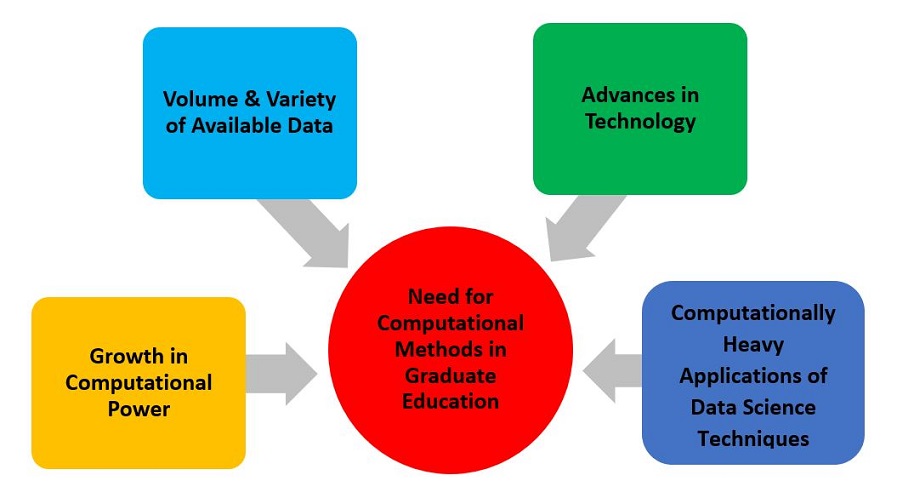 Volume & Variety
of Available Data
Advances in
Technology
Growth in
Computational
Power
Need for
Computational
Methods in
Graduate
Education
Computationally
Heavy
Applications of
Data Science
Techniques